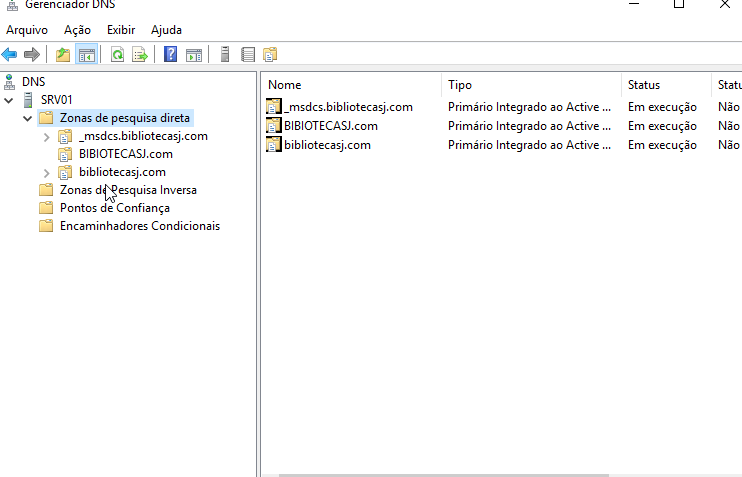 Gerenciador DNS
Arquivo Ação Exibir Ajuda
DNS
SRV01
Zonas de pesquisa direta
_msdcs.bibliotecasj.com
BIBIOTECASJ.com
bibliotecasj.com
Zonas de Pesquisa Inversa
Pontos de Confiança
Encaminhadores Condicionais
Nome Tipo Status Statu
_msdcs.bibliotecasj.com Primário Integrado ao Active ... Em execução Não
BIBIOTECASJ.com Primário Integrado ao Active ... Em execução Não
bibliotecasj.com Primário Integrado ao Active ... Em execução Não